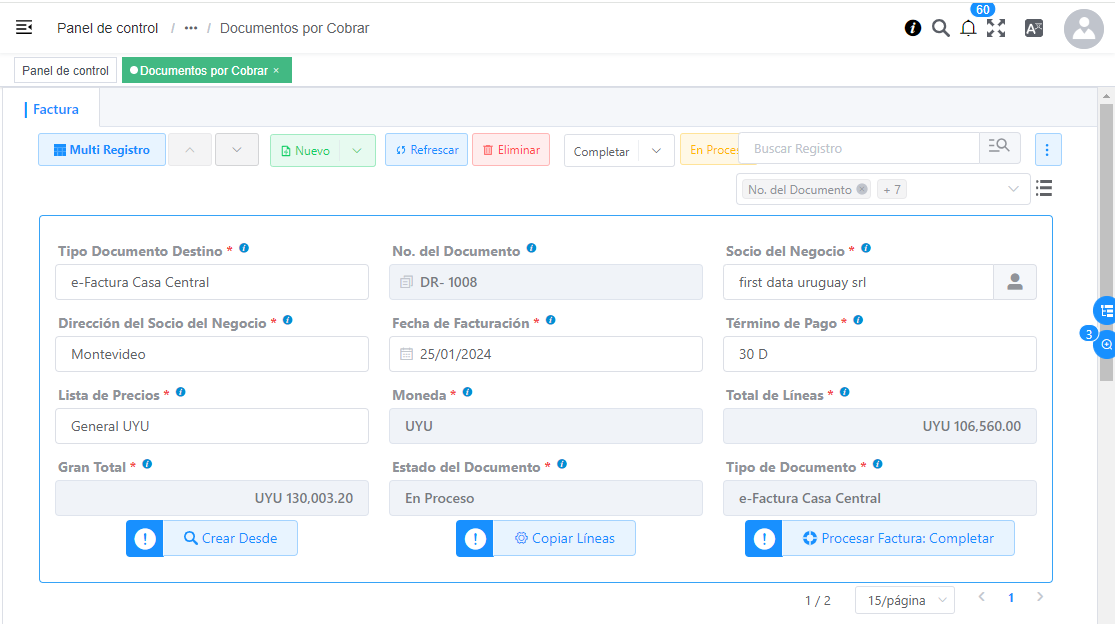 Panel de control / ··· / Documentos por Cobrar
60
Panel de control
Documentos por Cobrar ×
Factura
Multi Registro
Nuevo
Refrescar
Eliminar
Completar
Buscar Registro
No. del Documento
+ 7
Tipo Documento Destino *
No. del Documento
Socio del Negocio *
e-Factura Casa Central
DR- 1008
first data uruguay srl
Dirección del Socio del Negocio *
Fecha de Facturación *
Término de Pago *
Montevideo
25/01/2024
30 D
3
Lista de Precios *
Moneda *
Total de Líneas *
General UYU
UYU
UYU 106,560.00
Gran Total *
Estado del Documento *
Tipo de Documento *
UYU 130,003.20
En Proceso
e-Factura Casa Central
! Crear Desde
! Copiar Líneas
! Procesar Factura: Completar
1 / 2
15/página
1